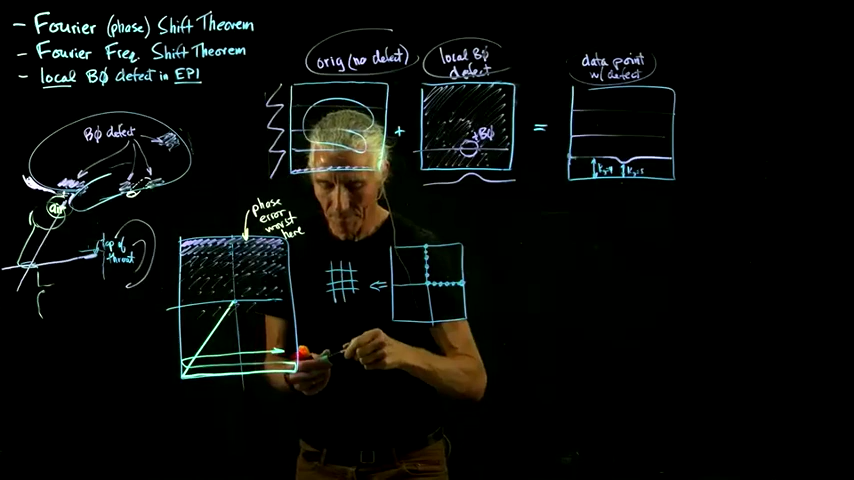 - Fourier (phase) Shift Theorem
- Fourier Freq. Shift Theorem
- local BØ defect in EPI
orig (no defect)
local BØ
defect
data point
w/ defect
+
+BØ
=
BØ defect
air
top of
throat
phase
error
worst
here